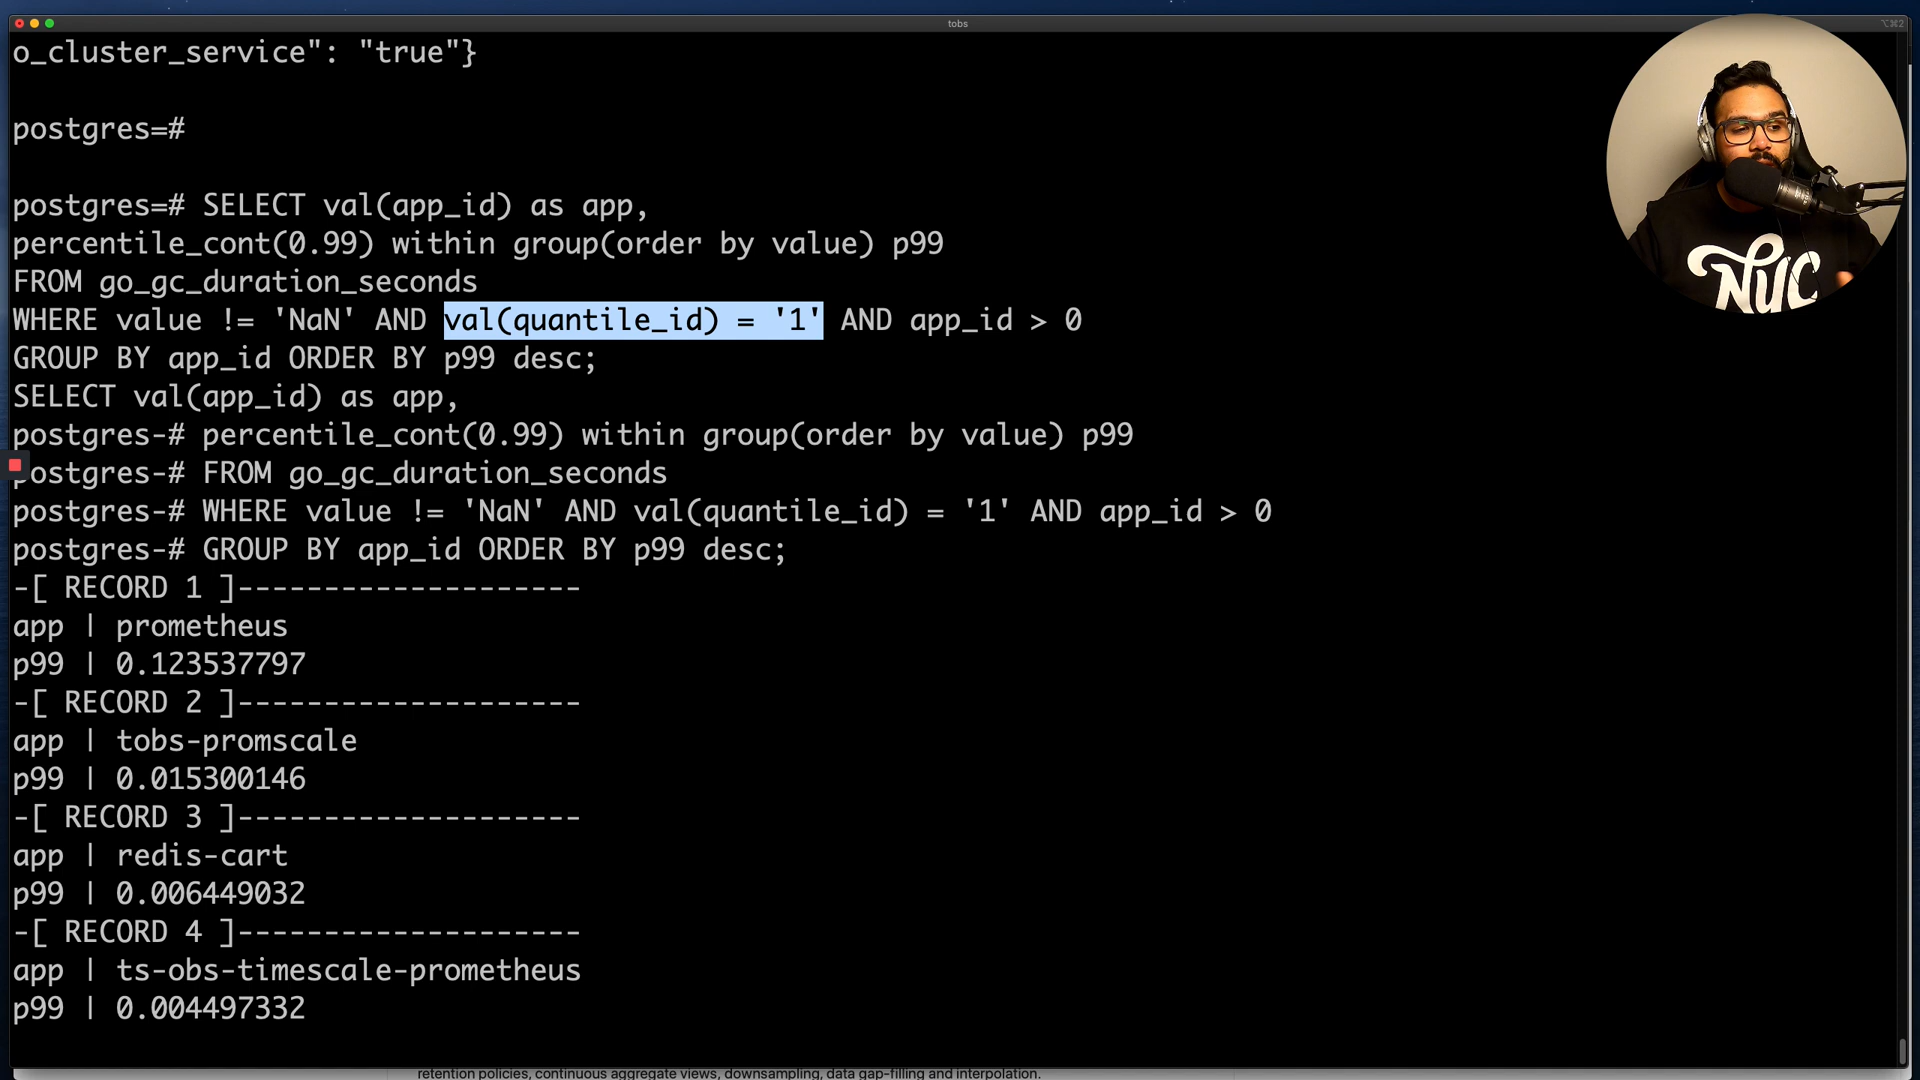 tobs
⌥⌘2
o_cluster_service": "true"}
postgres=#
postgres=# SELECT val(app_id) as app,
percentile_cont(0.99) within group(order by value) p99
FROM go_gc_duration_seconds
WHERE value != 'NaN' AND val(quantile_id) = '1' AND app_id > 0
GROUP BY app_id ORDER BY p99 desc;
SELECT val(app_id) as app,
postgres-# percentile_cont(0.99) within group(order by value) p99
postgres-# FROM go_gc_duration_seconds
postgres-# WHERE value != 'NaN' AND val(quantile_id) = '1' AND app_id > 0
postgres-# GROUP BY app_id ORDER BY p99 desc;
-[ RECORD 1 ]--------------------
app | prometheus
p99 | 0.123537797
-[ RECORD 2 ]--------------------
app | tobs-promscale
p99 | 0.015300146
-[ RECORD 3 ]--------------------
app | redis-cart
p99 | 0.006449032
-[ RECORD 4 ]--------------------
app | ts-obs-timescale-prometheus
p99 | 0.004497332
retention policies, continuous aggregate views, downsampling, data gap-filling and interpolation.
NYC